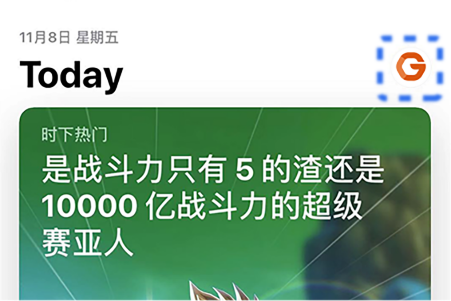 11月8日 星期五
Today
时下热门
是战斗力只有 5 的渣还是
10000 亿战斗力的超级
赛亚人